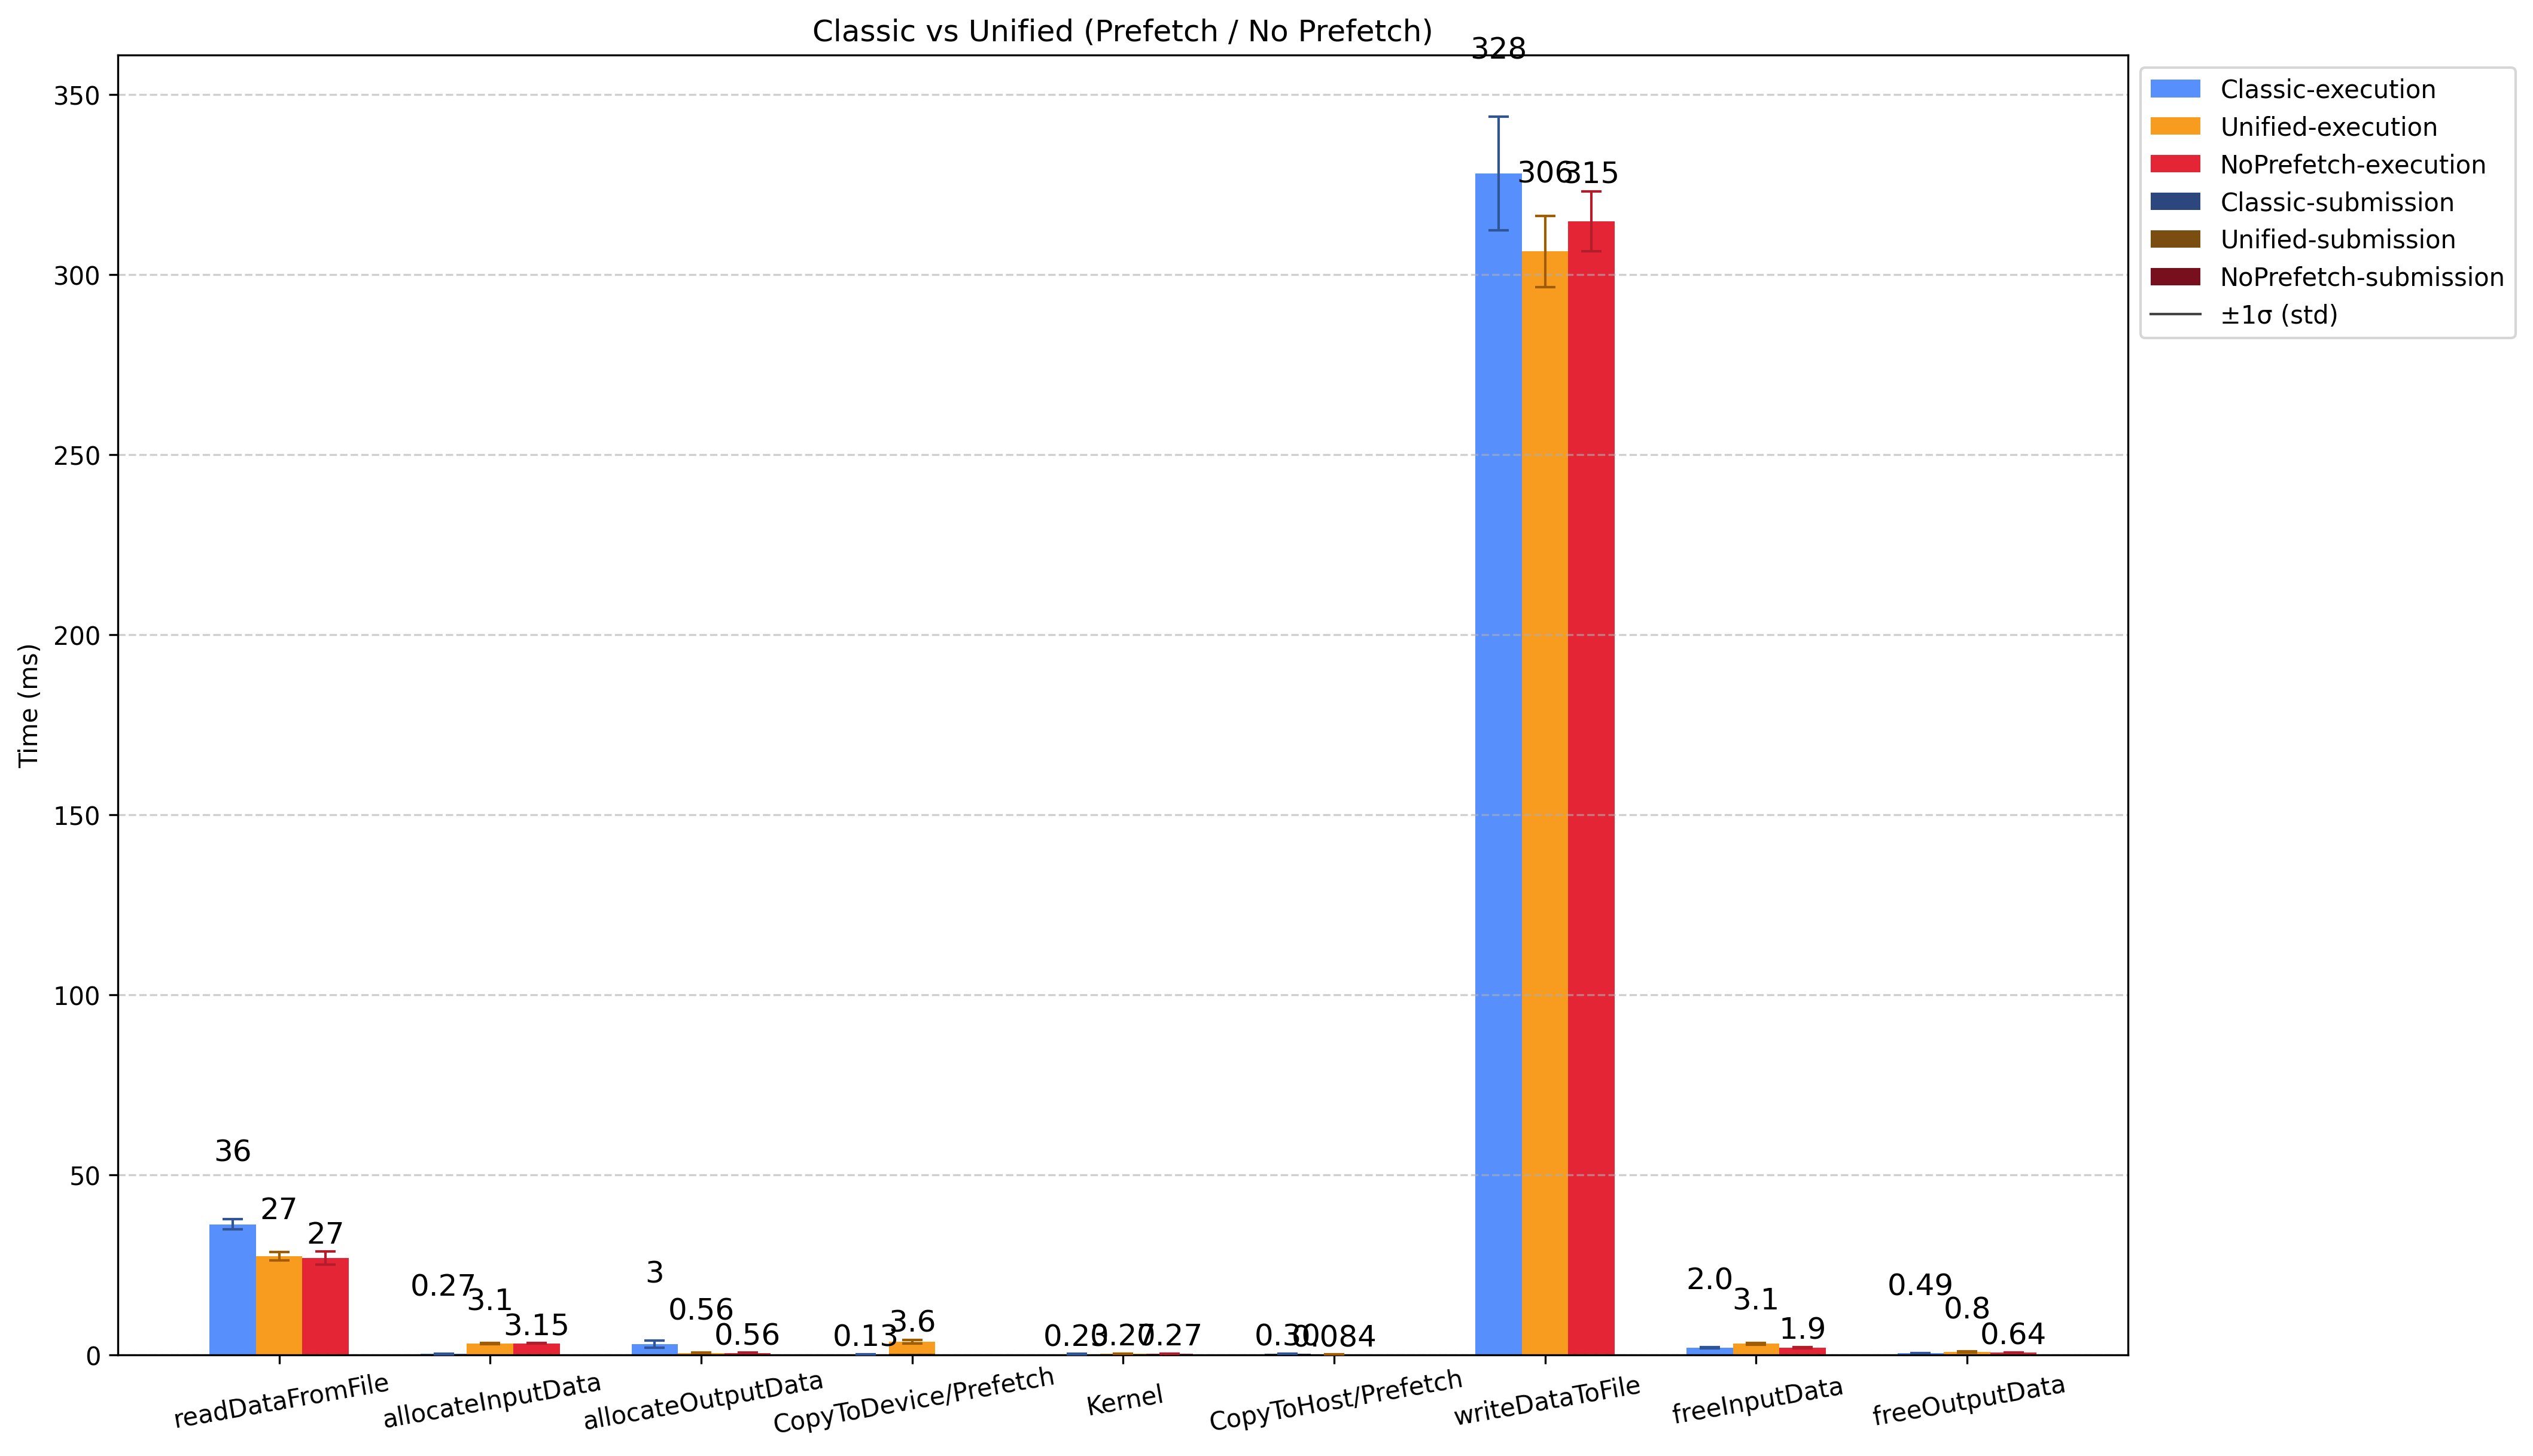 Classic vs Unified (Prefetch / No Prefetch)
Time (ms)
350
300
250
200
150
100
50
0
328
306
315
36
27
27
0.27
3.1
3.15
3
0.56
0.56
0.13
3.6
0.27
0.27
0.30
0.084
2.0
3.1
1.9
0.49
0.8
0.64
readDataFromFile
allocateInputData
allocateOutputData
CopyToDevice/Prefetch
Kernel
CopyToHost/Prefetch
writeDataToFile
freeInputData
freeOutputData
Classic-execution
Unified-execution
NoPrefetch-execution
Classic-submission
Unified-submission
NoPrefetch-submission
±1σ (std)